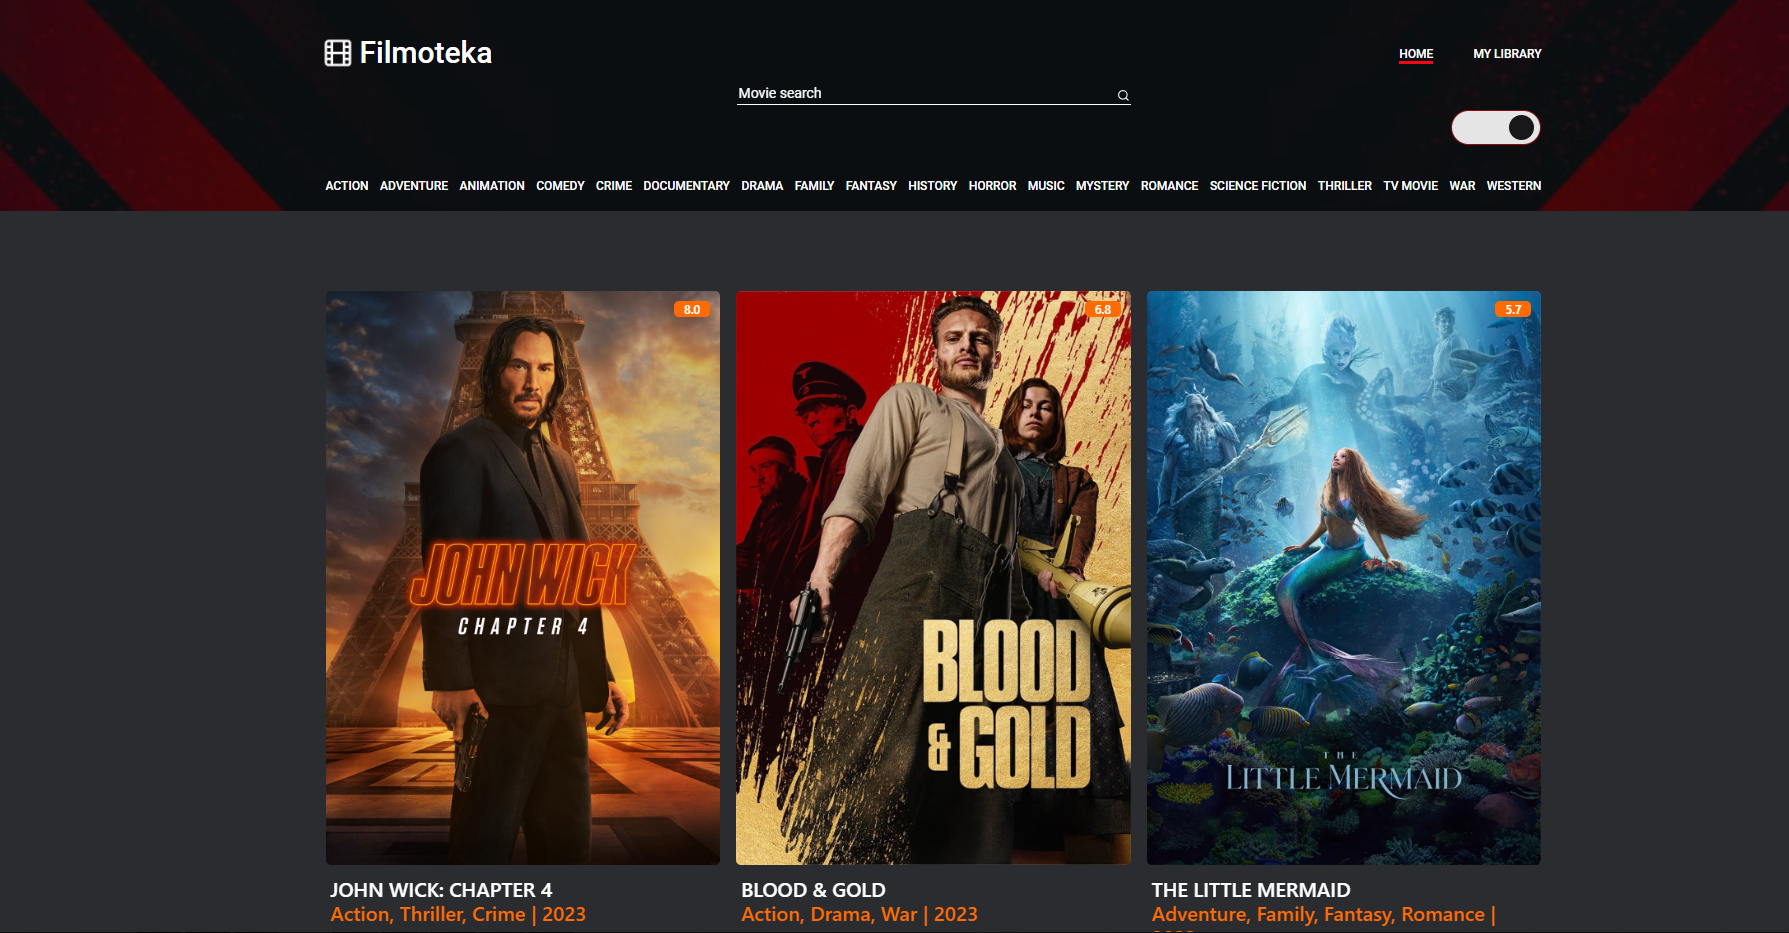 Filmoteka
HOME MY LIBRARY
Movie search
ACTION ADVENTURE ANIMATION COMEDY CRIME DOCUMENTARY DRAMA FAMILY FANTASY HISTORY HORROR MUSIC MYSTERY ROMANCE SCIENCE FICTION THRILLER TV MOVIE WAR WESTERN
8.0
JOHN WICK
CHAPTER 4
JOHN WICK: CHAPTER 4
Action, Thriller, Crime | 2023
6.8
BLOOD
& GOLD
BLOOD & GOLD
Action, Drama, War | 2023
5.7
THE
LITTLE MERMAID
THE LITTLE MERMAID
Adventure, Family, Fantasy, Romance |